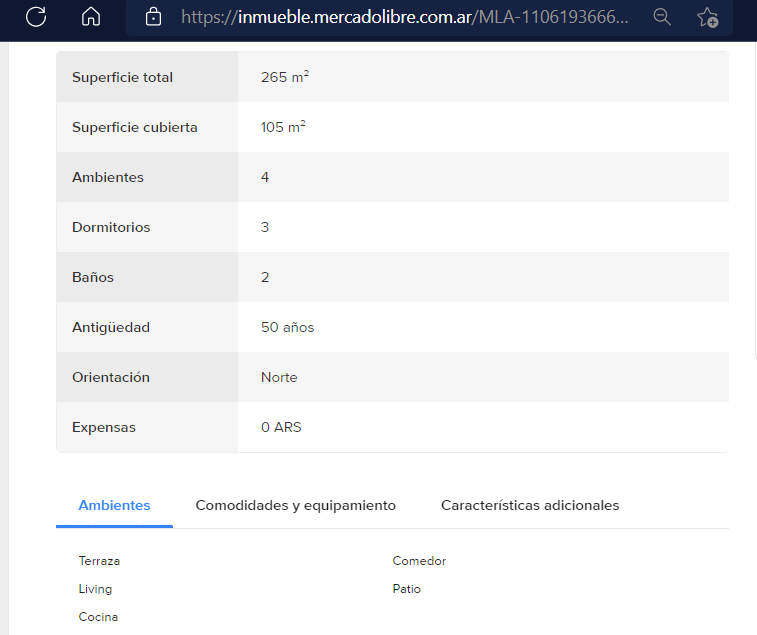 https://inmueble.mercadolibre.com.ar/MLA-1106193666...
Superficie total 265 m²
Superficie cubierta 105 m²
Ambientes 4
Dormitorios 3
Baños 2
Antigüedad 50 años
Orientación Norte
Expensas 0 ARS
Ambientes Comodidades y equipamiento Características adicionales
Terraza Comedor
Living Patio
Cocina